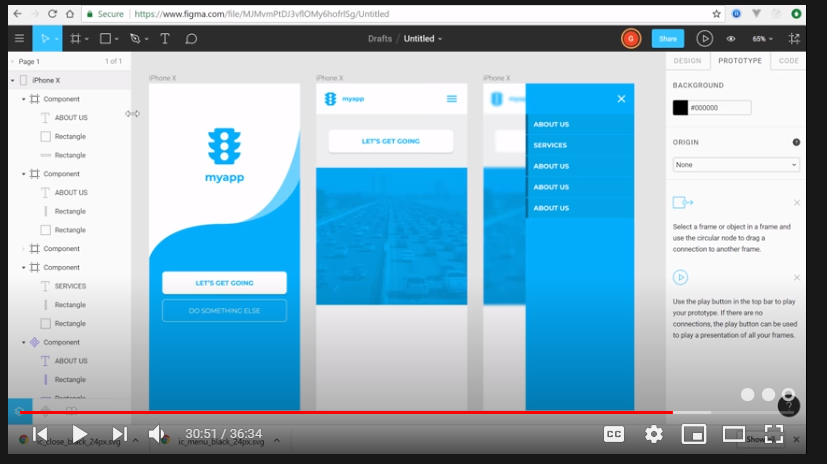 Secure https://www.figma.com/file/MJMvmPtDJ3vflOMy6hofrISg/Untitled
Drafts / Untitled
G
Share
65%
Page 1
1 of 1
DESIGN
PROTOTYPE
CODE
iPhone X
Component
ABOUT US
Rectangle
Rectangle
Component
ABOUT US
Rectangle
Rectangle
Component
Component
SERVICES
Rectangle
Rectangle
Component
ABOUT US
Rectangle
iPhone X
myapp
LET'S GET GOING
DO SOMETHING ELSE
iPhone X
myapp
LET'S GET GOING
iPhone X
ABOUT US
SERVICES
ABOUT US
ABOUT US
ABOUT US
BACKGROUND
#000000
ORIGIN
?
None
Select a frame or object in a frame and
use the circular node to drag a
connection to another frame.
Use the play button in the top bar to play
your prototype. If there are no
connections, the play button can be used
to play a presentation of all your frames.
?
30:51 / 36:34
CC
ic_close_black_24px.svg
ic_menu_black_24px.svg